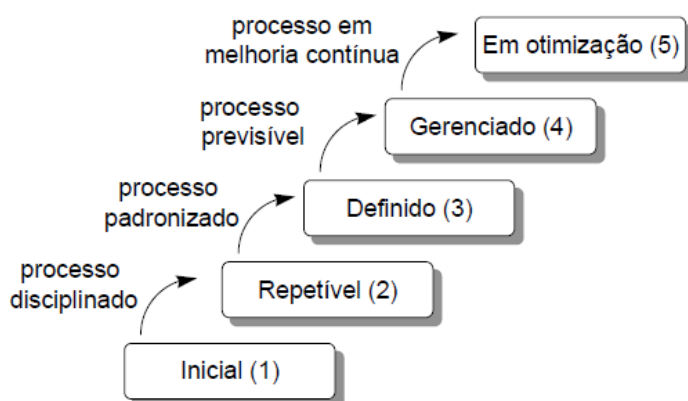 processo em
melhoria contínua
Em otimização (5)
processo
previsível
Gerenciado (4)
processo
padronizado
Definido (3)
processo
disciplinado
Repetível (2)
Inicial (1)